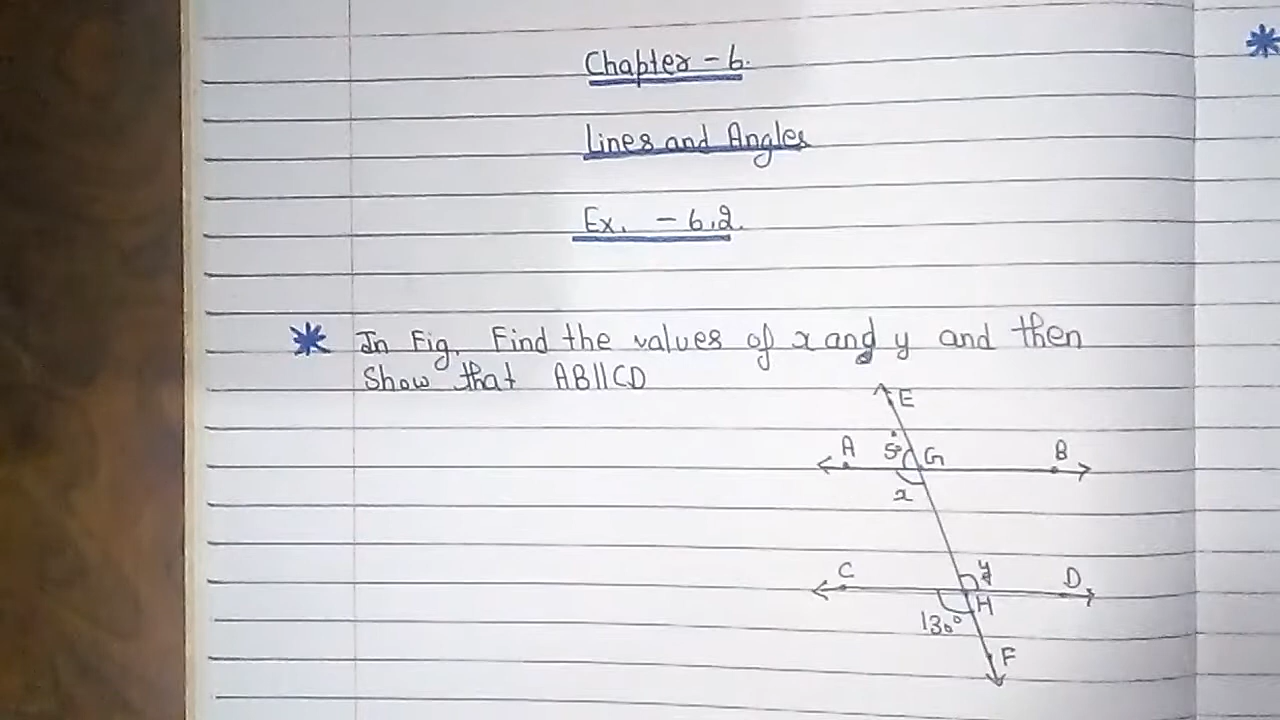 Chapter - 6.
Lines and Angles
Ex. - 6.2.
* In Fig. Find the values of x and y and then
Show that AB||CD
E
A
G
B
x
C
y
D
H
130°
F